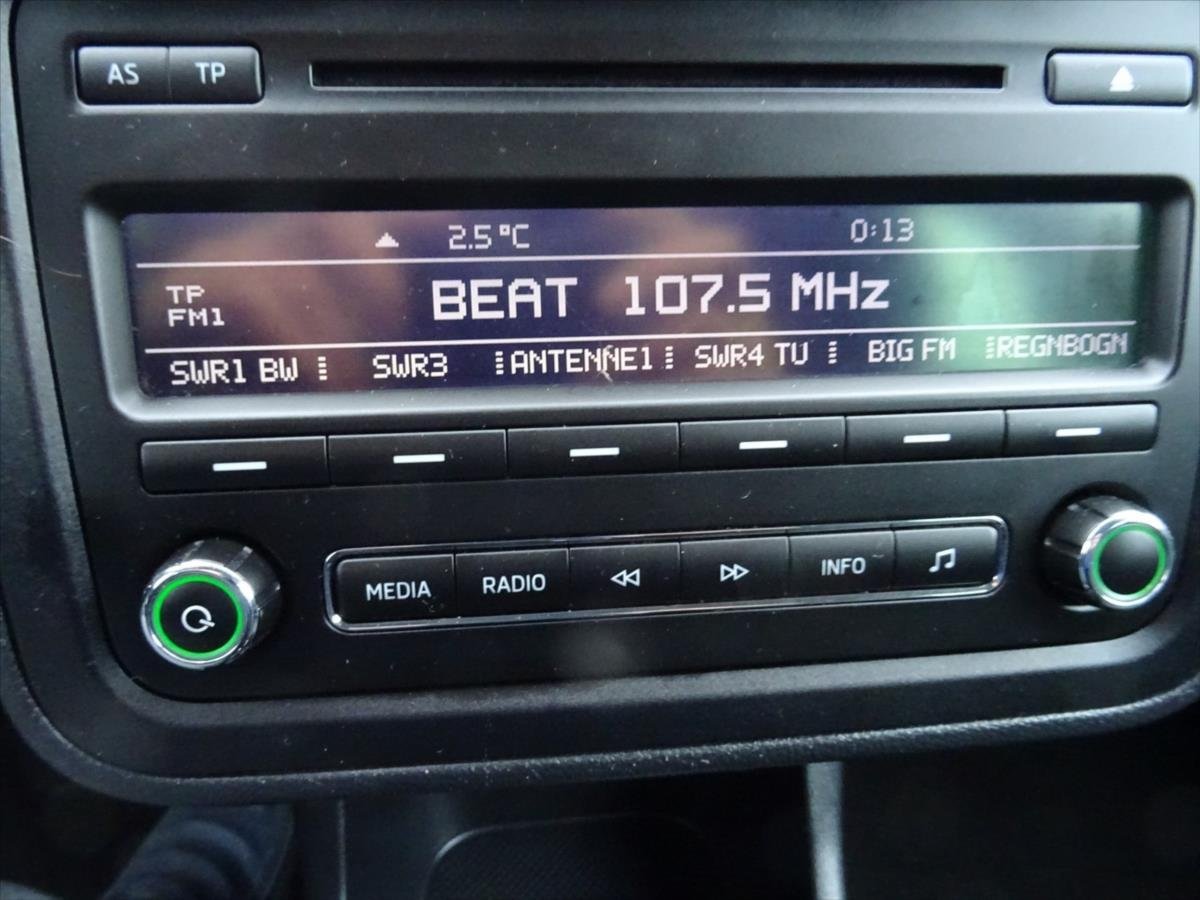 AS TP
2.5°C 0:13
TP
FM1
BEAT 107.5 MHz
SWR1 BW SWR3 ANTENNE1 SWR4 TU BIG FM REGNBOGN
MEDIA RADIO INFO